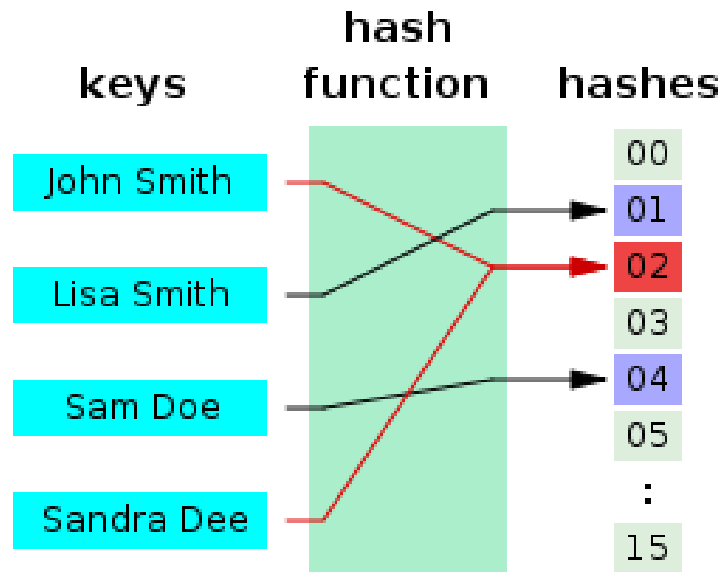 keys
hash
function
hashes
John Smith
Lisa Smith
Sam Doe
Sandra Dee
00
01
02
03
04
05
:
15